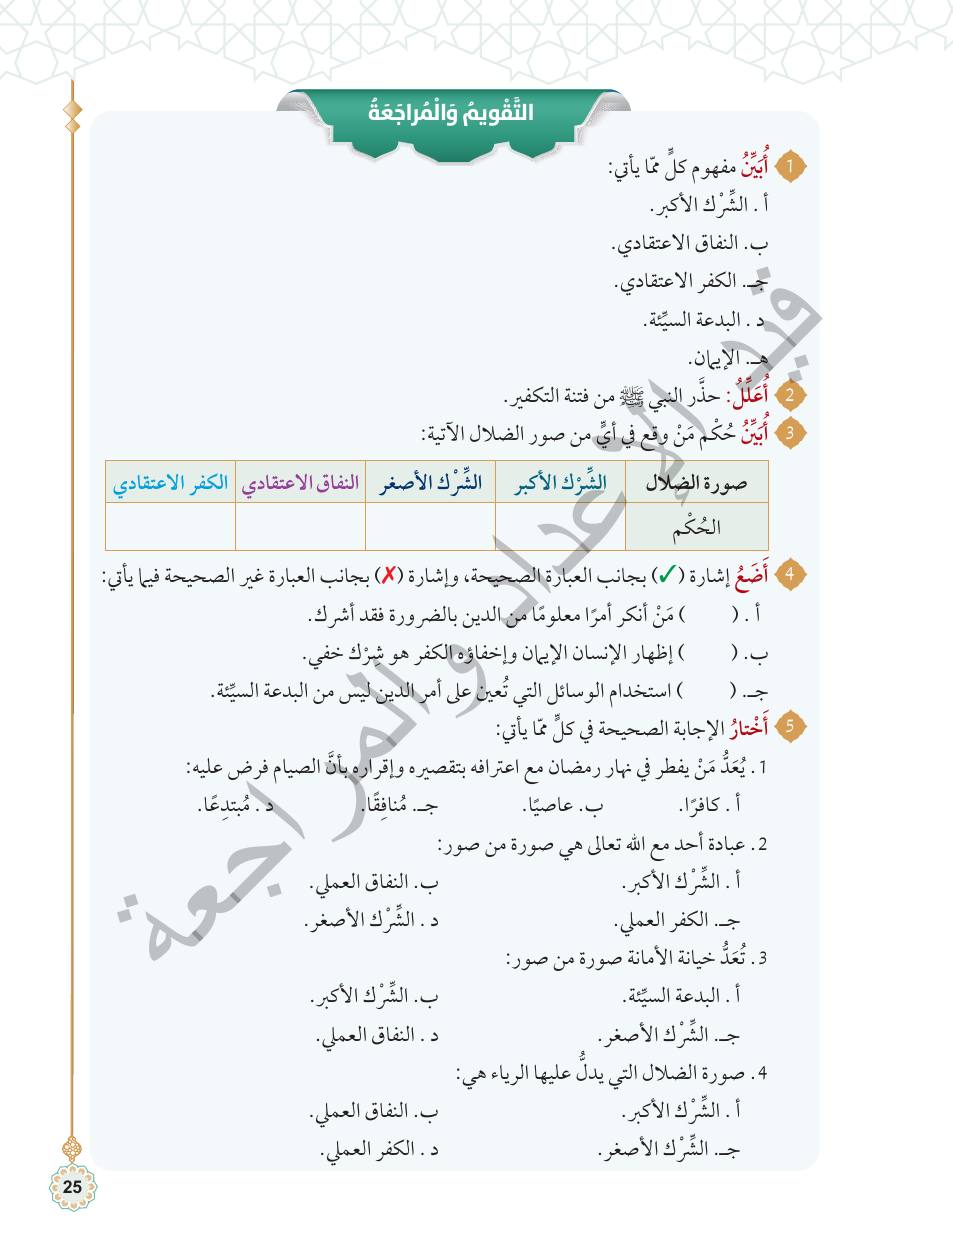 التَّقْويمُ وَالْمُراجَعَةُ
1 أُبَيِّنُ مفهوم كلٍّ ممّا يأتي:
أ . الشِّرْك الأكبر.
ب. النفاق الاعتقادي.
جـ. الكفر الاعتقادي.
د . البدعة السيِّئة.
هـ. الإيمان.
2 أُعَلِّلُ: حذَّر النبي ﷺ من فتنة التكفير.
3 أُبَيِّنُ حُكْم مَنْ وقع في أيٍّ من صور الضلال الآتية:
صورة الضلال الشِّرْك الأكبر الشِّرْك الأصغر النفاق الاعتقادي الكفر الاعتقادي
الحُكْم
4 أَضَعُ إشارة (✓) بجانب العبارة الصحيحة، وإشارة (✗) بجانب العبارة غير الصحيحة فيما يأتي:
أ . ( ) مَنْ أنكر أمرًا معلومًا من الدين بالضرورة فقد أشرك.
ب. ( ) إظهار الإنسان الإيمان وإخفاؤه الكفر هو شرْك خفي.
جـ. ( ) استخدام الوسائل التي تُعين على أمر الدين ليس من البدعة السيِّئة.
5 أَخْتارُ الإجابة الصحيحة في كلٍّ ممّا يأتي:
1. يُعَدُّ مَنْ يفطر في نهار رمضان مع اعترافه بتقصيره وإقراره بأنَّ الصيام فرض عليه:
أ . كافرًا. ب. عاصيًا. جـ. مُنافِقًا. د . مُبتدِعًا.
2. عبادة أحد مع الله تعالى هي صورة من صور:
أ . الشِّرْك الأكبر. ب. النفاق العملي.
جـ. الكفر العملي. د . الشِّرْك الأصغر.
3. تُعَدُّ خيانة الأمانة صورة من صور:
أ . البدعة السيِّئة. ب. الشِّرْك الأكبر.
جـ. الشِّرْك الأصغر. د . النفاق العملي.
4. صورة الضلال التي يدلُّ عليها الرياء هي:
أ . الشِّرْك الأكبر. ب. النفاق العملي.
جـ. الشِّرْك الأصغر. د . الكفر العملي.
25
قيد الإعداد والمراجعة